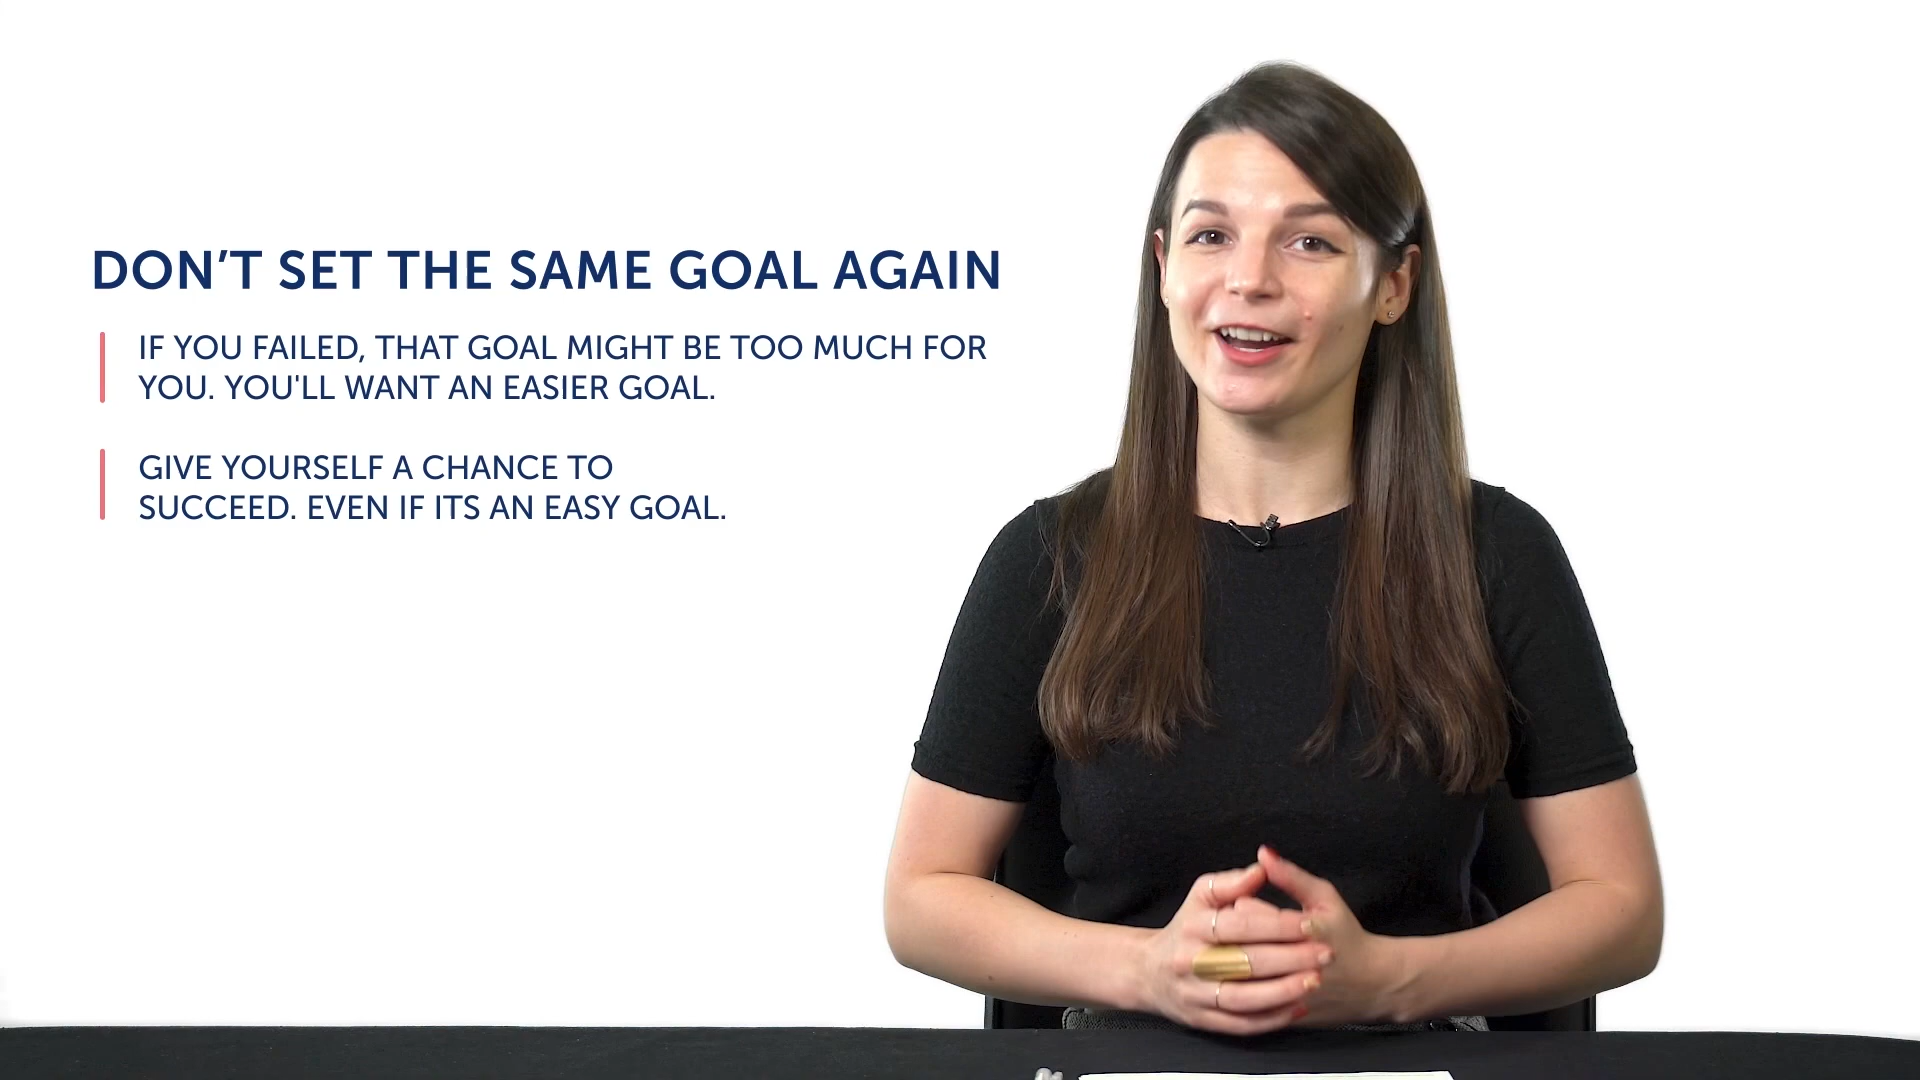 DON’T SET THE SAME GOAL AGAIN
IF YOU FAILED, THAT GOAL MIGHT BE TOO MUCH FOR
YOU. YOU'LL WANT AN EASIER GOAL.
GIVE YOURSELF A CHANCE TO
SUCCEED. EVEN IF ITS AN EASY GOAL.